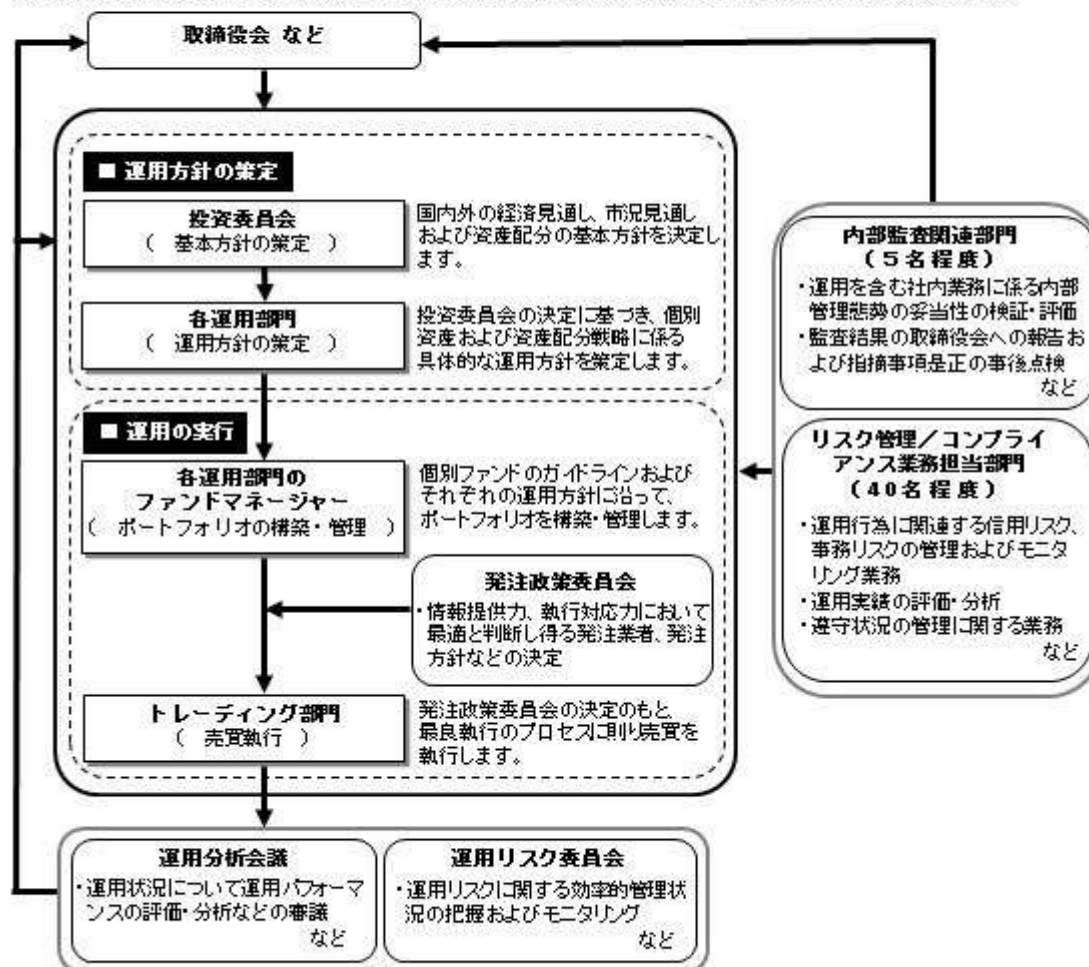 取締役会 など
■ 運用方針の策定
投資委員会
( 基本方針の策定 )
国内外の経済見通し、市況見通し
および資産配分の基本方針を決定し
ます。
各運用部門
( 運用方針の策定 )
投資委員会の決定に基づき、個別
資産および資産配分戦略に係る
具体的な運用方針を策定します。
■ 運用の実行
各運用部門の
ファンドマネージャー
( ポートフォリオの構築・管理 )
個別ファンドのガイドラインおよび
それぞれの運用方針に沿って、
ポートフォリオを構築・管理します。
発注政策委員会
・情報提供力、執行対応力において
最適と判断し得る発注業者、発注
方針などの決定
トレーディング部門
( 売買執行 )
発注政策委員会の決定のもと、
最良執行のプロセスに則り売買を
執行します。
運用分析会議
・運用状況について運用パフォーマ
ンスの評価・分析などの審議
など
運用リスク委員会
・運用リスクに関する効率的管理状
況の把握およびモニタリング
など
内部監査関連部門
(5名程度)
・運用を含む社内業務に係る内部
管理態勢の妥当性の検証・評価
・監査結果の取締役会への報告お
よび指摘事項是正の事後点検
など
リスク管理/コンプライ
アンス業務担当部門
(40名程度)
・運用行為に関連する信用リスク、
事務リスクの管理およびモニタ
リング業務
・運用実績の評価・分析
・遵守状況の管理に関する業務
など